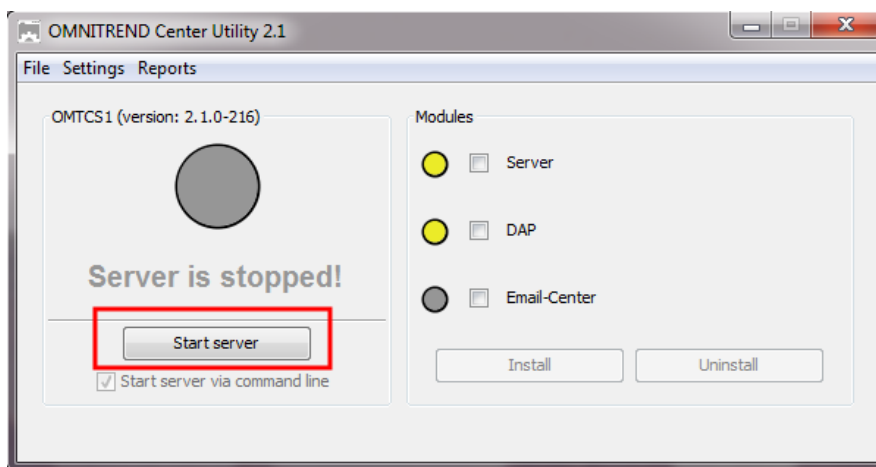 OMNITREND Center Utility 2.1
File Settings Reports
OMTCS1 (version: 2.1.0-216)
Server is stopped!
Start server
Start server via command line
Modules
Server
DAP
Email-Center
Install Uninstall